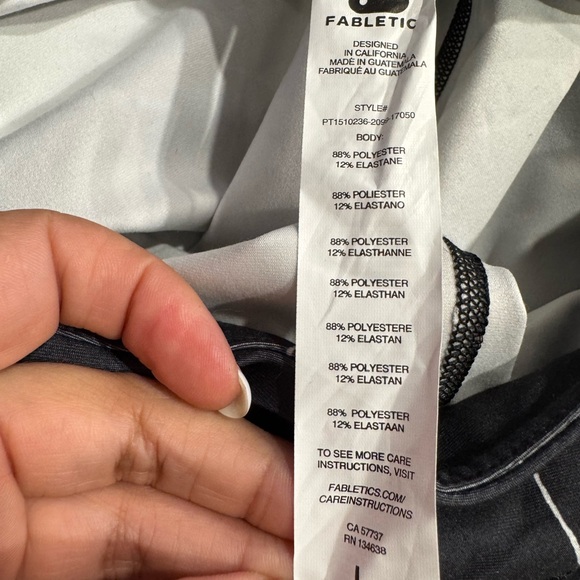 FABLETIC
DESIGNED
IN CALIFORNIA
MADE IN GUATEMALA
FABRIQUÉ AU GUATEMALA
STYLE#
BODY:
88% POLYESTER
12% ELASTANE
88% POLIESTER
12% ELASTANO
88% POLYESTER
12% ELASTHANNE
88% POLYESTER
12% ELASTHAN
88% POLYESTERE
12% ELASTAN
88% POLYESTER
12% ELASTAN
88% POLYESTER
12% ELASTAAN
TO SEE MORE CARE
INSTRUCTIONS, VISIT
FABLETICS.COM/
CAREINSTRUCTIONS
CA 57737
RN 134638